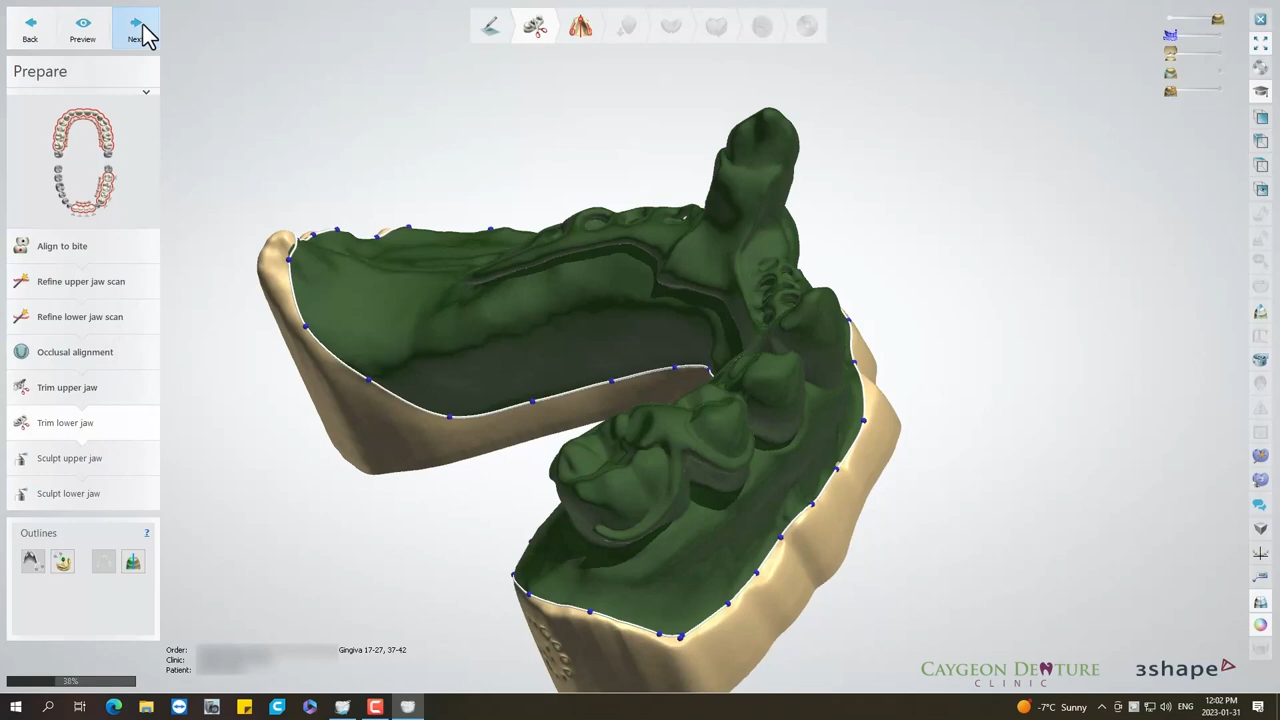 Back
Preview
Next
Prepare
Align to bite
Refine upper jaw scan
Refine lower jaw scan
Occlusal alignment
Trim upper jaw
Trim lower jaw
Sculpt upper jaw
Sculpt lower jaw
Outlines
?
38%
Order:
Gingiva 17-27, 37-42
Clinic:
Patient:
CAYGEON DENTURE
CLINIC
3shape
-7°C Sunny
ENG
12:02 PM
2023-01-31